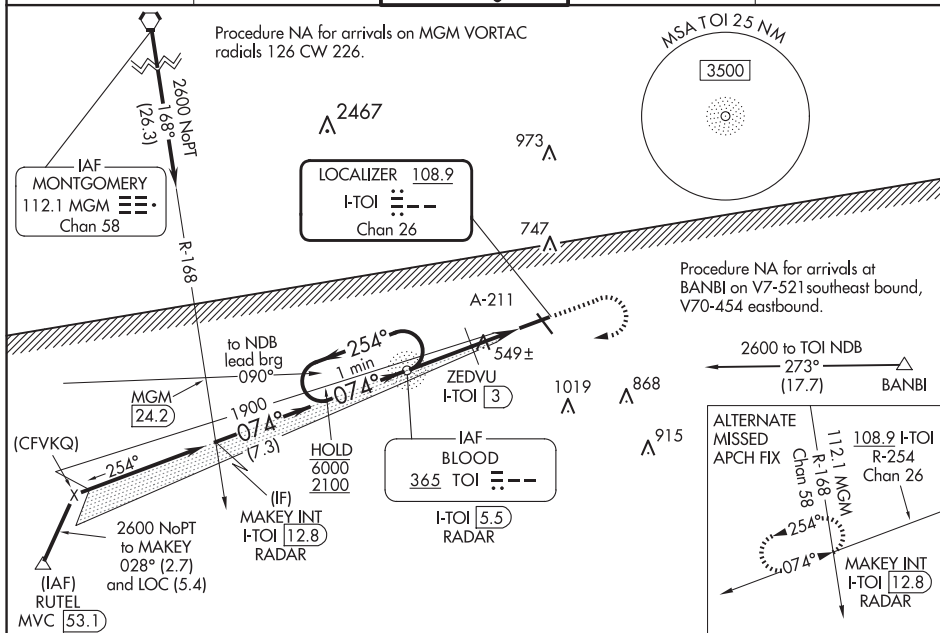 Procedure NA for arrivals on MGM VORTAC
radials 126 CW 226.
MSA TOI 25 NM
3500
2600 NoPT
168°
(26.3)
2467
973
IAF
MONTGOMERY
112.1 MGM
Chan 58
LOCALIZER 108.9
I-TOI
Chan 26
747
R-168
A-211
Procedure NA for arrivals at
BANBI on V7-521 southeast bound,
V70-454 eastbound.
to NDB
lead brg
090°
254°
1 min
074°
549±
ZEDVU
I-TOI 3
2600 to TOI NDB
273°
(17.7)
BANBI
MGM
24.2
1900
074°
(7.3)
1019
868
915
(CFVKQ)
254°
HOLD
6000
2100
IAF
BLOOD
365 TOI
I-TOI 5.5
RADAR
(IF)
MAKEY INT
I-TOI 12.8
RADAR
2600 NoPT
to MAKEY
028° (2.7)
and LOC (5.4)
(IAF)
RUTEL
MVC 53.1
ALTERNATE
MISSED
APCH FIX
112.1 MGM
R-168
Chan 58
108.9 I-TOI
R-254
Chan 26
254°
074°
MAKEY INT
I-TOI 12.8
RADAR